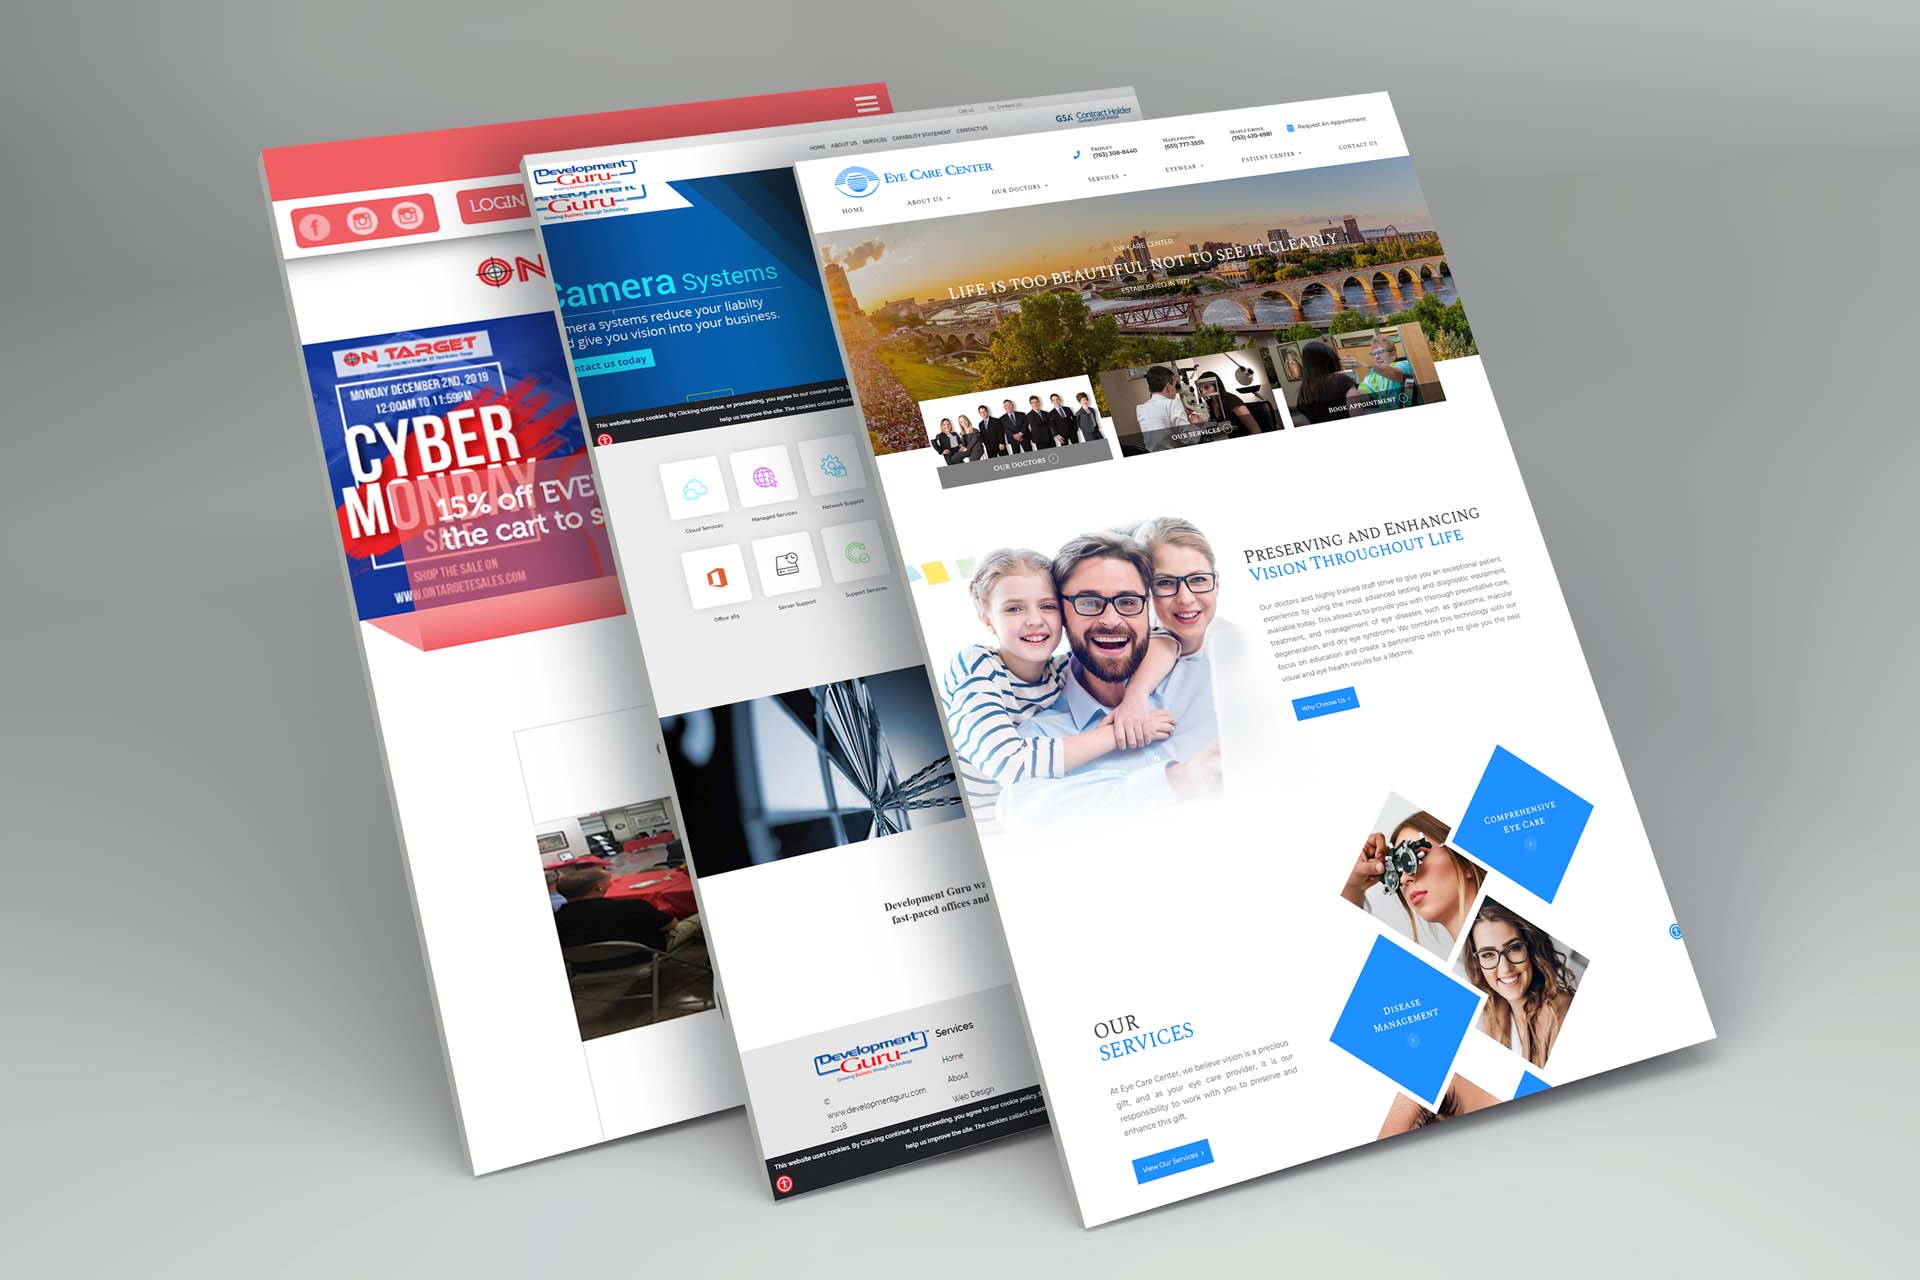 LOGIN
ON
ON TARGET
MONDAY DECEMBER 2ND, 2019
12:00AM TO 11:59PM
CYBER
MONDAY
SALE
15% off EVE
the cart to s
SHOP THE SALE ON
WWW.ONTARGETESALES.COM
Call us
Contact Us
GSA Contract Holder
HOME ABOUT US SERVICES CAPABILITY STATEMENT CONTACT US
Development
Guru
Growing Business through Technology
Development
Guru
Growing Business through Technology
Camera Systems
mera systems reduce your liabilty
d give you vision into your business.
ntact us today
This website uses cookies. By Clicking continue, or proceeding, you agree to our cookie policy. S
help us improve the site. The cookies collect inform
Cloud Services
Managed Services
Network Support
Office 365
Server Support
Support Services
Development Guru wa
fast-paced offices and
Development
Guru INC.
Growing Business through Technology
©
www.developmentguru.com
2018
Services
Home
About
Web Design
This website uses cookies. By Clicking continue, or proceeding, you agree to our cookie policy. S
help us improve the site. The cookies collect inform
EYE CARE CENTER
FRIDLEY
(763) 308-8440
MAPLEWOOD
(651) 777-3555
MAPLE GROVE
(763) 420-6981
Request An Appointment
HOME
ABOUT US
OUR DOCTORS
SERVICES
EYEWEAR
PATIENT CENTER
CONTACT US
EYE CARE CENTER
LIFE IS TOO BEAUTIFUL NOT TO SEE IT CLEARLY
ESTABLISHED IN 1977
OUR DOCTORS
OUR SERVICES
BOOK APPOINTMENT
PRESERVING AND ENHANCING
VISION THROUGHOUT LIFE
Our doctors and highly trained staff strive to give you an exceptional patient
experience by using the most advanced testing and diagnostic equipment
available today. This allows us to provide you with thorough preventative care,
treatment, and management of eye diseases such as glaucoma, macular
degeneration, and dry eye syndrome. We combine this technology with our
focus on education and create a partnership with you to give you the best
visual and eye health results for a lifetime.
Why Choose Us
COMPREHENSIVE
EYE CARE
DISEASE
MANAGEMENT
OUR
SERVICES
At Eye Care Center, we believe vision is a precious
gift, and as your eye care provider, it is our
responsibility to work with you to preserve and
enhance this gift.
View Our Services